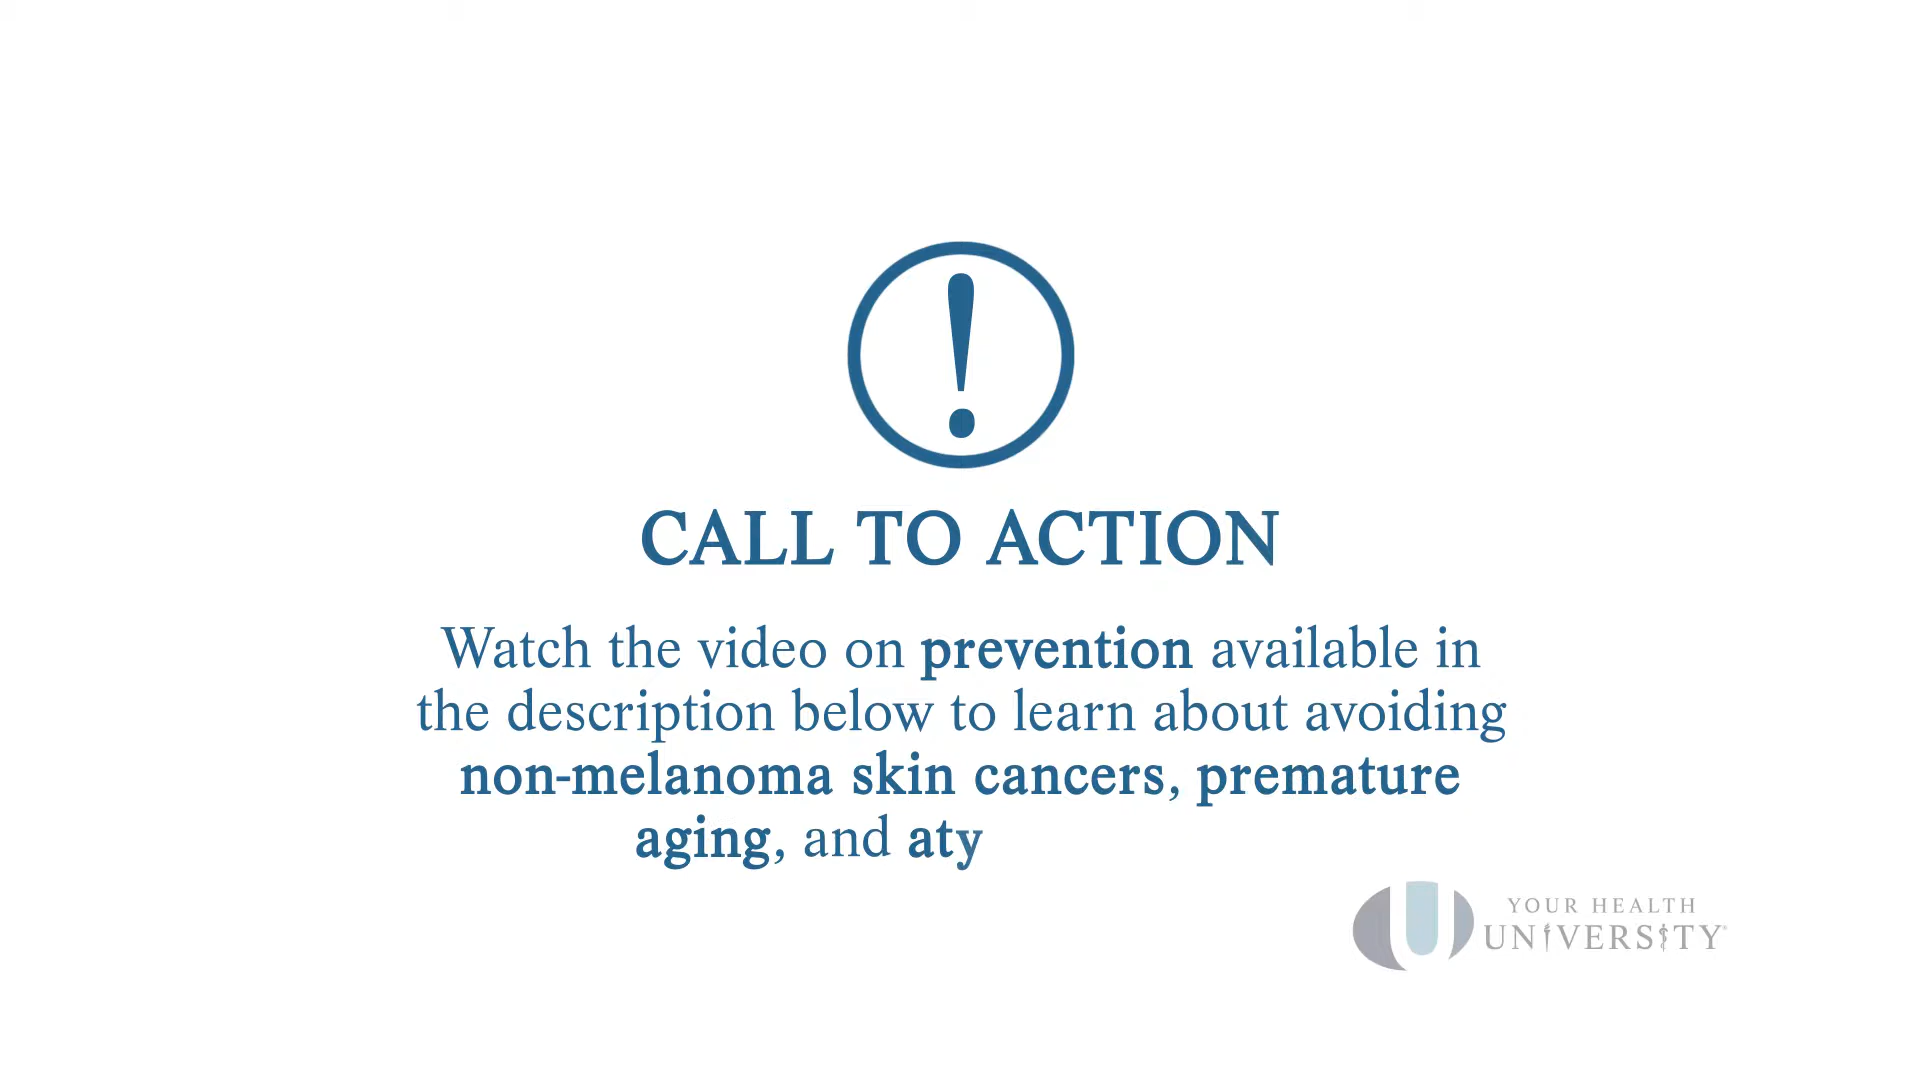 !
CALL TO ACTION
Watch the video on prevention available in
the description below to learn about avoiding
non-melanoma skin cancers, premature
aging, and aty
YOUR HEALTH
UNIVERSITY